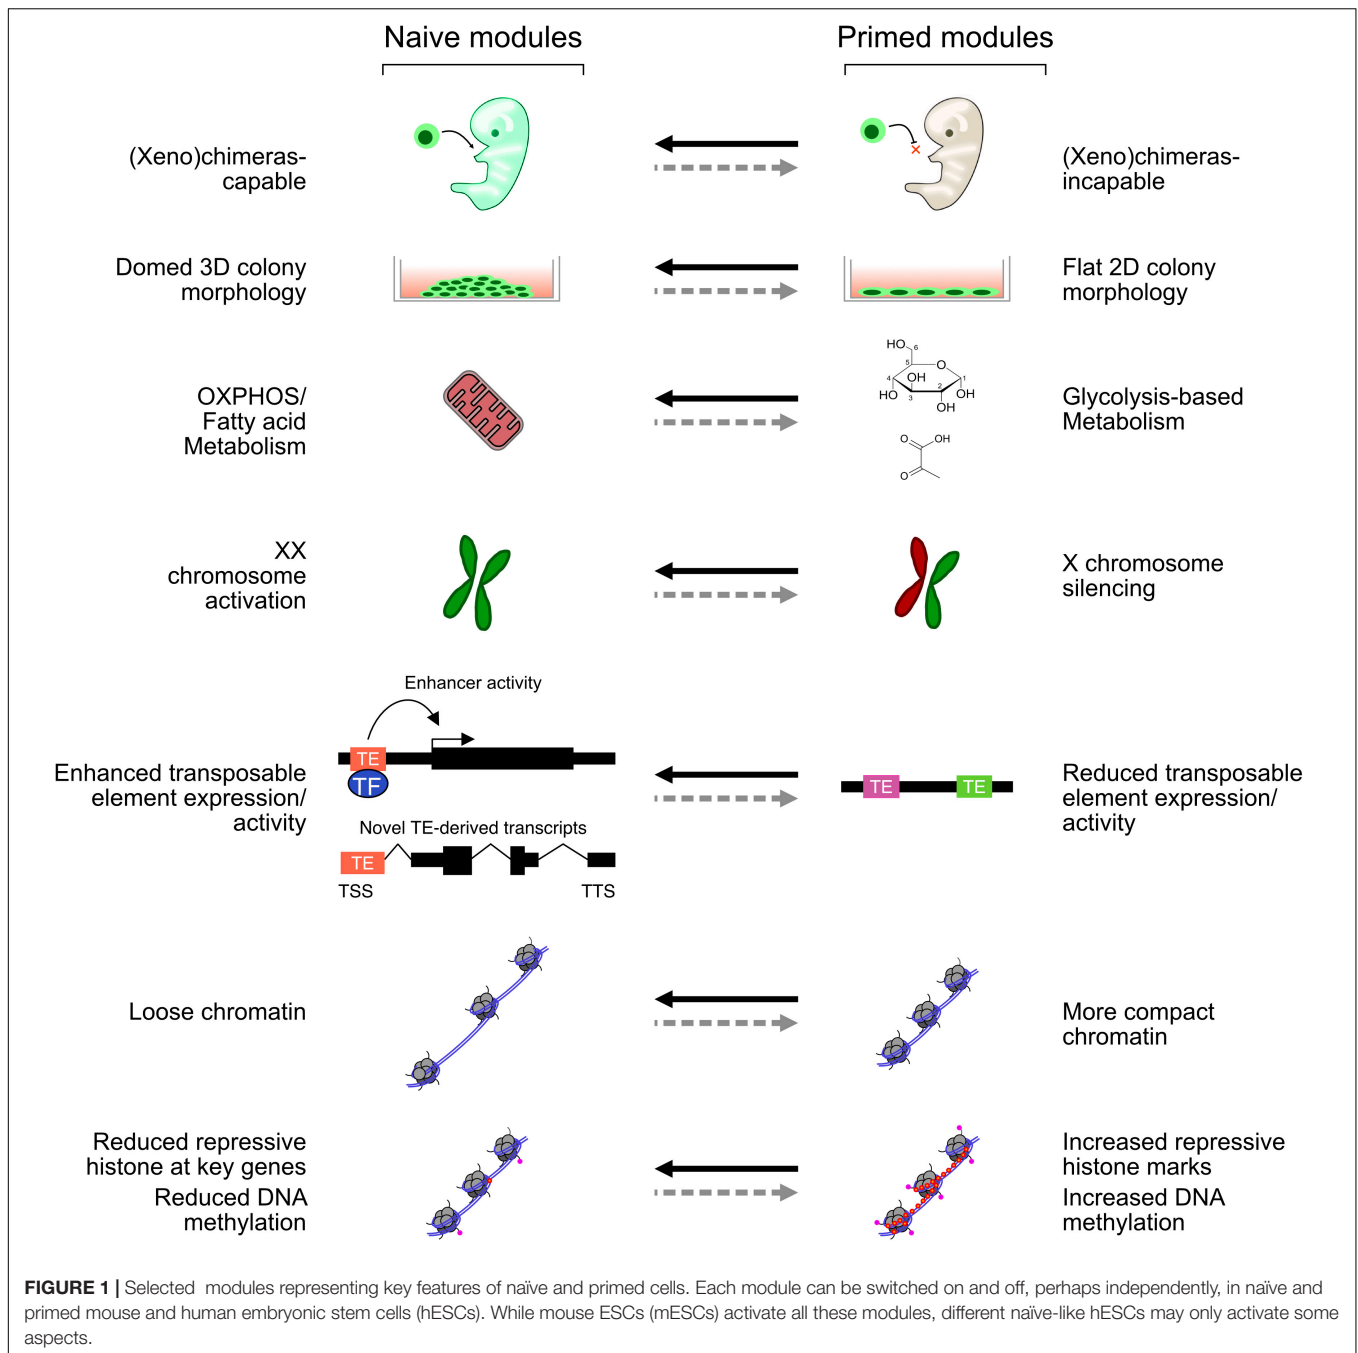 Naive modules
Primed modules
(Xeno)chimeras-
capable
(Xeno)chimeras-
incapable
Domed 3D colony
morphology
Flat 2D colony
morphology
OXPHOS/
Fatty acid
Metabolism
HO
6
5
O
4
OH
1
HO
3
2
OH
OH
O
OH
O
Glycolysis-based
Metabolism
XX
chromosome
activation
X chromosome
silencing
Enhanced transposable
element expression/
activity
Enhancer activity
TE
TF
Novel TE-derived transcripts
TE
TSS
TTS
TE
TE
Reduced transposable
element expression/
activity
Loose chromatin
More compact
chromatin
Reduced repressive
histone at key genes
Reduced DNA
methylation
Increased repressive
histone marks
Increased DNA
methylation
FIGURE 1 | Selected modules representing key features of naïve and primed cells. Each module can be switched on and off, perhaps independently, in naïve and
primed mouse and human embryonic stem cells (hESCs). While mouse ESCs (mESCs) activate all these modules, different naïve-like hESCs may only activate some
aspects.